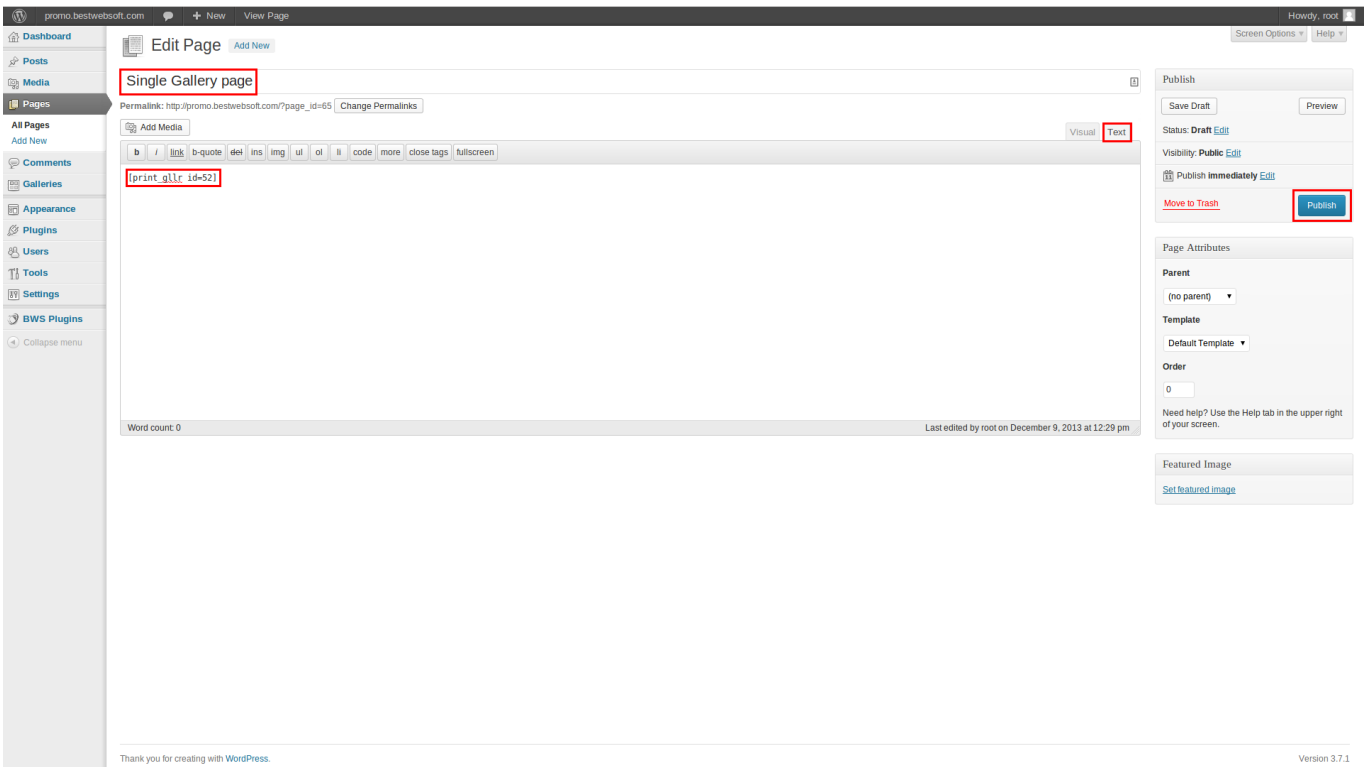 promo.bestwebsoft.com + New View Page Howdy, root
Dashboard
Posts
Media
Pages
All Pages
Add New
Comments
Galleries
Appearance
Plugins
Users
Tools
Settings
BWS Plugins
Collapse menu
Screen Options Help
Edit Page Add New
Single Gallery page
Permalink: http://promo.bestwebsoft.com/?page_id=65 Change Permalinks
Add Media
Visual Text
b i link b-quote del ins img ul ol li code more close tags fullscreen
[print_gllr id=52]
Word count: 0 Last edited by root on December 9, 2013 at 12:29 pm
Publish
Save Draft Preview
Status: Draft Edit
Visibility: Public Edit
Publish immediately Edit
Move to Trash Publish
Page Attributes
Parent
(no parent)
Template
Default Template
Order
0
Need help? Use the Help tab in the upper right
of your screen.
Featured Image
Set featured image
Thank you for creating with WordPress. Version 3.7.1